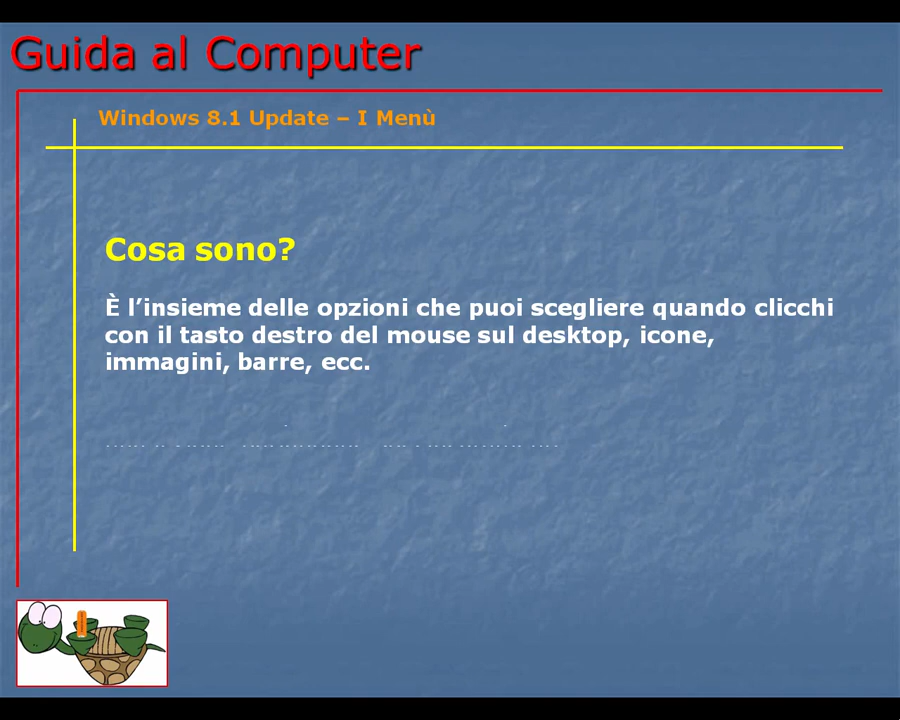 Guida al Computer
Windows 8.1 Update – I Menù
Cosa sono?
È l’insieme delle opzioni che puoi scegliere quando clicchi
con il tasto destro del mouse sul desktop, icone,
immagini, barre, ecc.